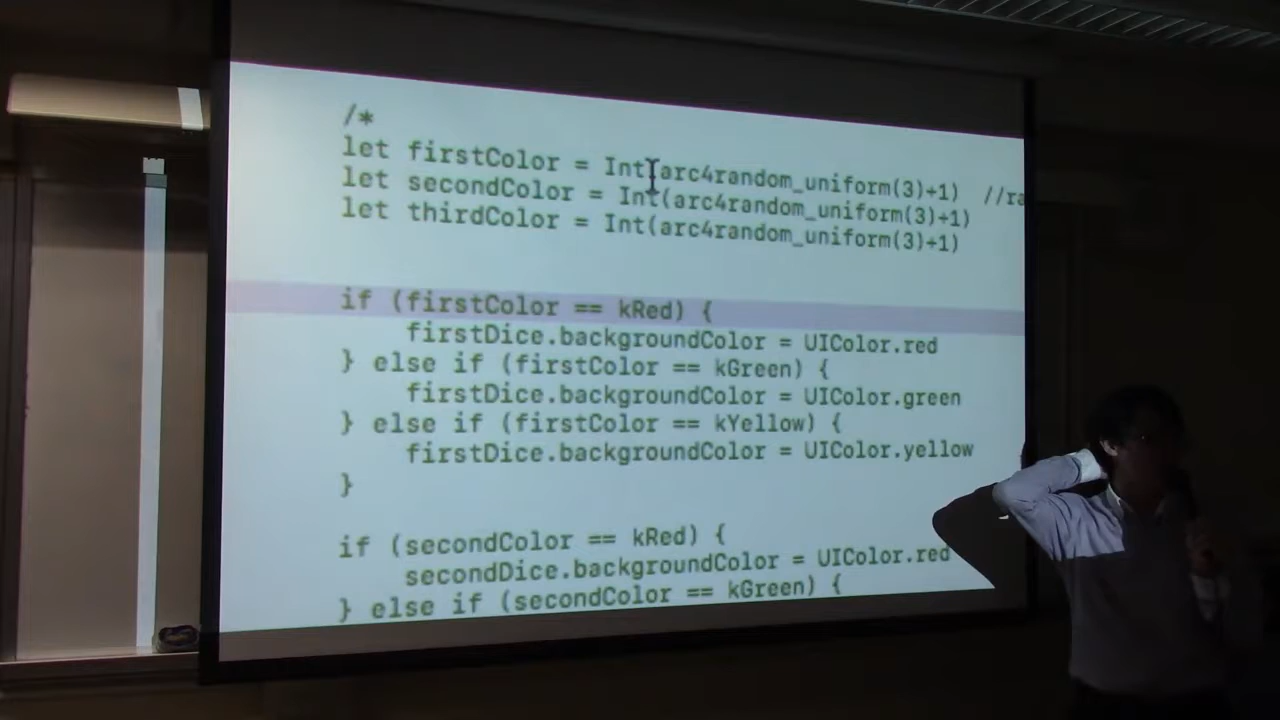 /*
let firstColor = Int(arc4random_uniform(3)+1) //ra
let secondColor = Int(arc4random_uniform(3)+1)
let thirdColor = Int(arc4random_uniform(3)+1)
if (firstColor == kRed) {
firstDice.backgroundColor = UIColor.red
} else if (firstColor == kGreen) {
firstDice.backgroundColor = UIColor.green
} else if (firstColor == kYellow) {
firstDice.backgroundColor = UIColor.yellow
}
if (secondColor == kRed) {
secondDice.backgroundColor = UIColor.red
} else if (secondColor == kGreen) {